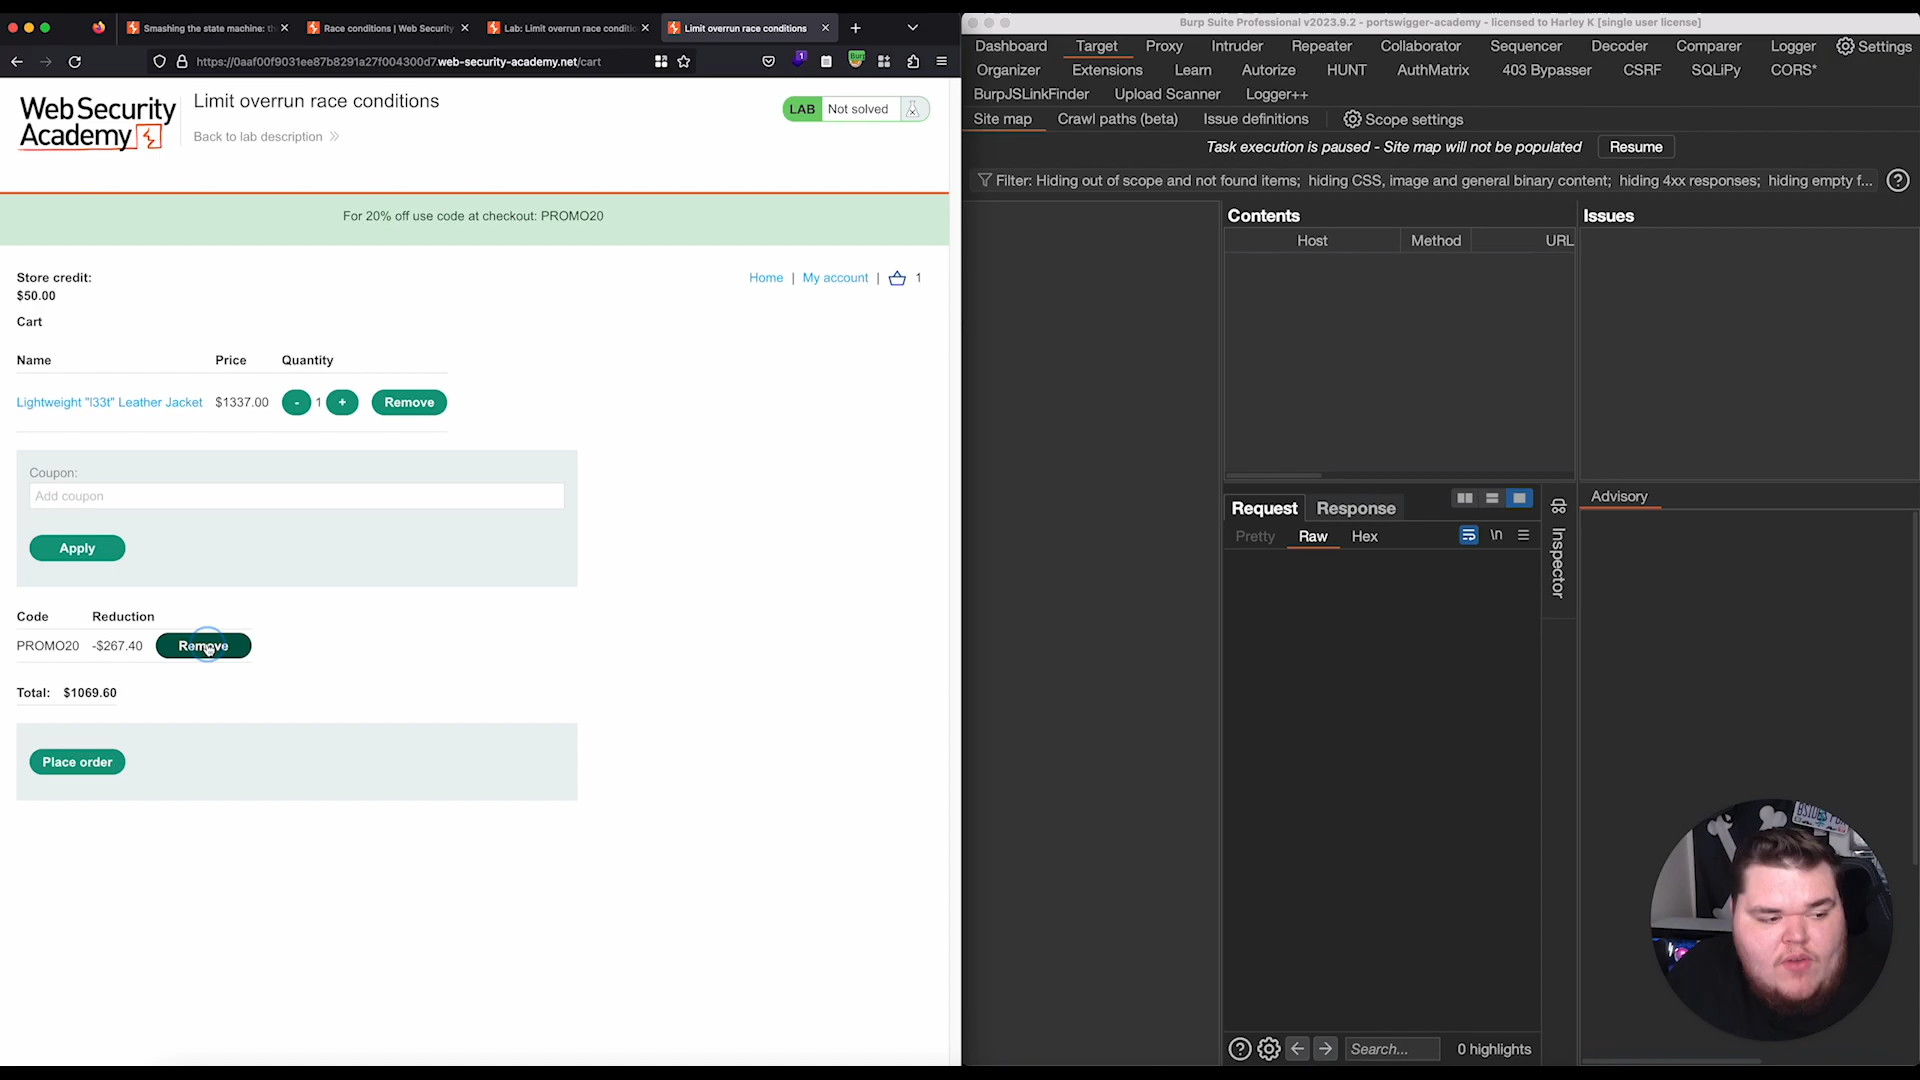 Smashing the state machine: th
Race conditions | Web Security
Lab: Limit overrun race conditio
Limit overrun race conditions
https://0aaf00f9031ee87b8291a27f004300d7.web-security-academy.net/cart
1
Web Security
Academy
Limit overrun race conditions
Back to lab description
LAB Not solved
For 20% off use code at checkout: PROMO20
Store credit:
$50.00
Home | My account | 1
Cart
Name Price Quantity
Lightweight "l33t" Leather Jacket $1337.00 - 1 + Remove
Coupon:
Add coupon
Apply
Code Reduction
PROMO20 -$267.40 Remove
Total: $1069.60
Place order
Burp Suite Professional v2023.9.2 - portswigger-academy - licensed to Harley K [single user license]
Dashboard Target Proxy Intruder Repeater Collaborator Sequencer Decoder Comparer Logger Settings
Organizer Extensions Learn Autorize HUNT AuthMatrix 403 Bypasser CSRF SQLiPy CORS*
BurpJSLinkFinder Upload Scanner Logger++
Site map Crawl paths (beta) Issue definitions Scope settings
Task execution is paused - Site map will not be populated Resume
Filter: Hiding out of scope and not found items; hiding CSS, image and general binary content; hiding 4xx responses; hiding empty f... ?
Contents Issues
Host Method URL
Request Response
Pretty Raw Hex \n
Inspector
Advisory
? Search... 0 highlights